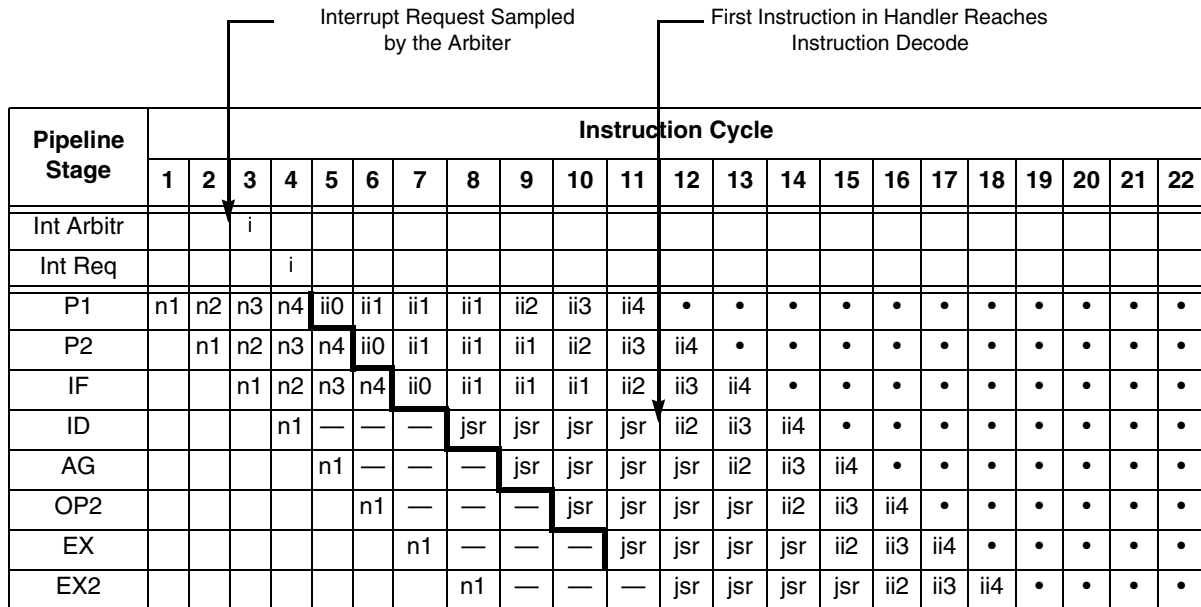 Interrupt Request Sampled
by the Arbiter
First Instruction in Handler Reaches
Instruction Decode
Pipeline Stage Instruction Cycle
1 2 3 4 5 6 7 8 9 10 11 12 13 14 15 16 17 18 19 20 21 22
Int Arbitr i
Int Req i
P1 n1 n2 n3 n4 ii0 ii1 ii1 ii1 ii2 ii3 ii4 • • • • • • • • • • •
P2 n1 n2 n3 n4 ii0 ii1 ii1 ii1 ii2 ii3 ii4 • • • • • • • • • •
IF n1 n2 n3 n4 ii0 ii1 ii1 ii1 ii2 ii3 ii4 • • • • • • • • •
ID n1 — — — jsr jsr jsr jsr ii2 ii3 ii4 • • • • • • • •
AG n1 — — — jsr jsr jsr jsr ii2 ii3 ii4 • • • • • • •
OP2 n1 — — — jsr jsr jsr jsr ii2 ii3 ii4 • • • • • •
EX n1 — — — jsr jsr jsr jsr ii2 ii3 ii4 • • • • •
EX2 n1 — — — jsr jsr jsr jsr ii2 ii3 ii4 • • • •